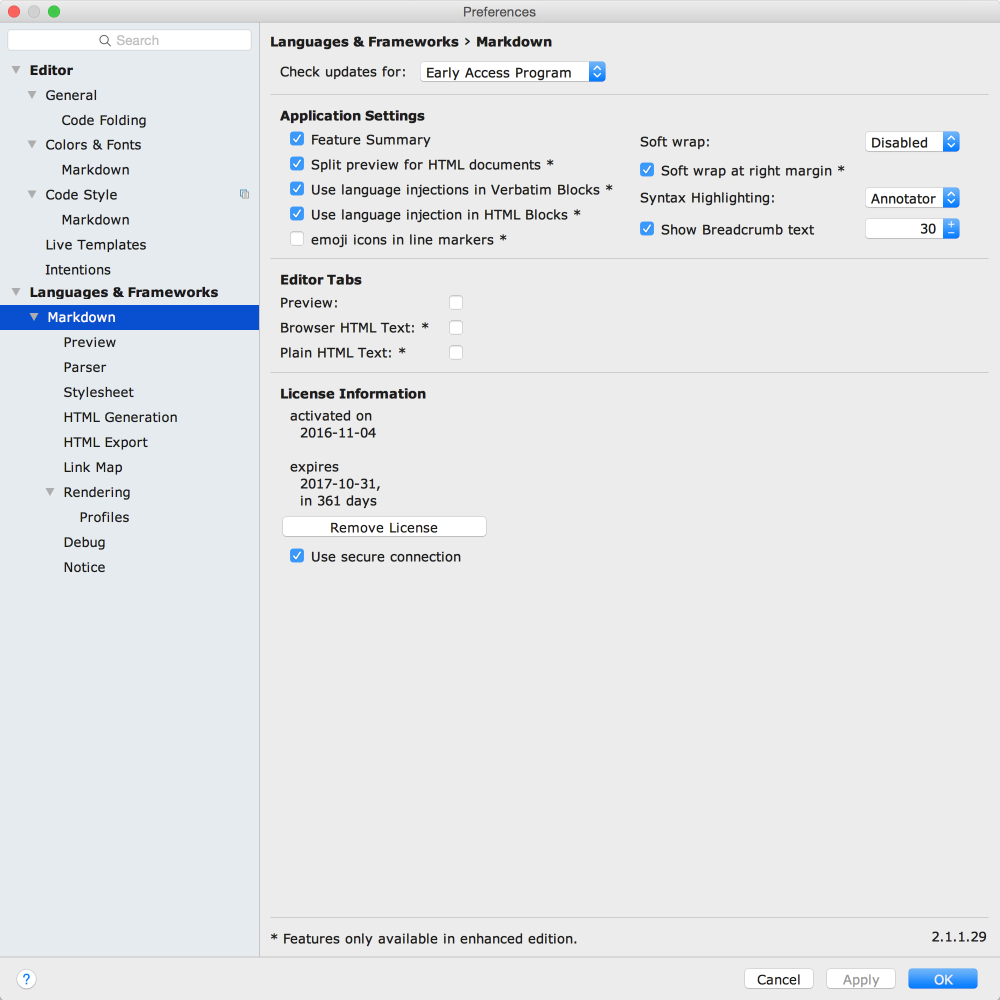 Preferences
Search
Editor
General
Code Folding
Colors & Fonts
Markdown
Code Style
Markdown
Live Templates
Intentions
Languages & Frameworks
Markdown
Preview
Parser
Stylesheet
HTML Generation
HTML Export
Link Map
Rendering
Profiles
Debug
Notice
Languages & Frameworks › Markdown
Check updates for: Early Access Program
Application Settings
Feature Summary
Split preview for HTML documents *
Use language injections in Verbatim Blocks *
Use language injection in HTML Blocks *
emoji icons in line markers *
Soft wrap: Disabled
Soft wrap at right margin *
Syntax Highlighting: Annotator
Show Breadcrumb text 30
Editor Tabs
Preview:
Browser HTML Text: *
Plain HTML Text: *
License Information
activated on
2016-11-04
expires
2017-10-31,
in 361 days
Remove License
Use secure connection
* Features only available in enhanced edition. 2.1.1.29
? Cancel Apply OK